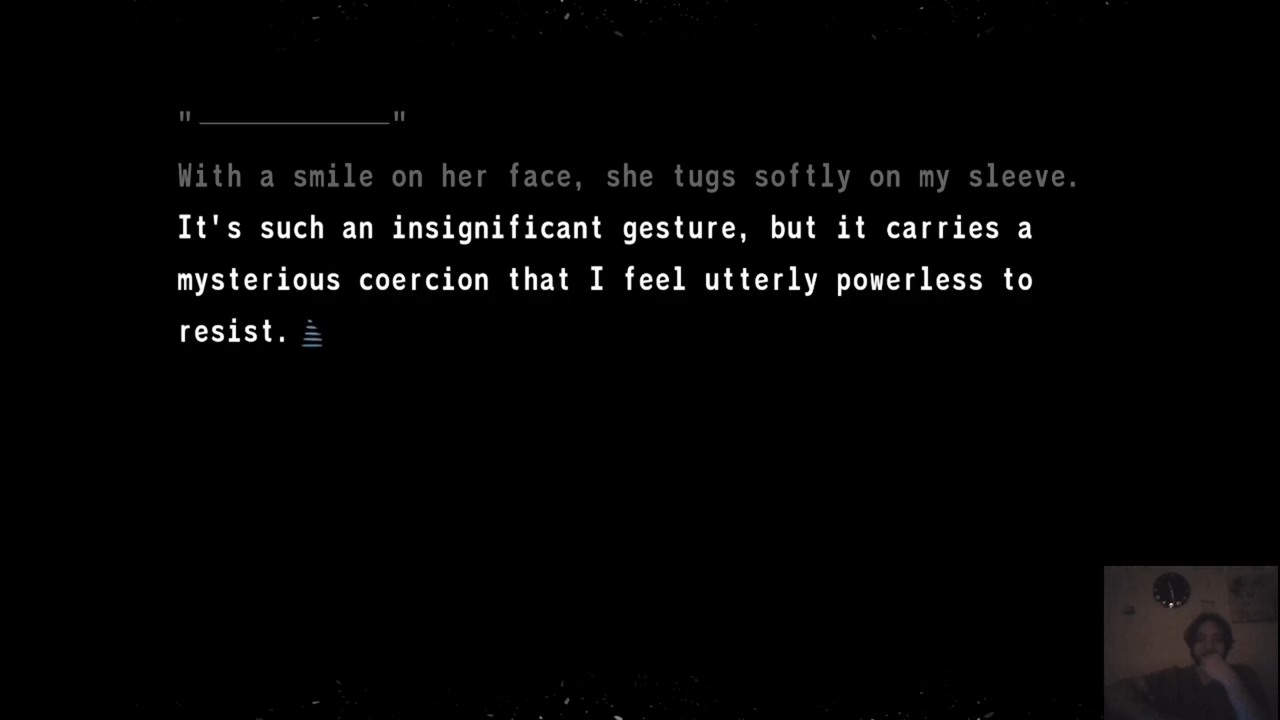 "__________"
With a smile on her face, she tugs softly on my sleeve.
It's such an insignificant gesture, but it carries a
mysterious coercion that I feel utterly powerless to
resist.